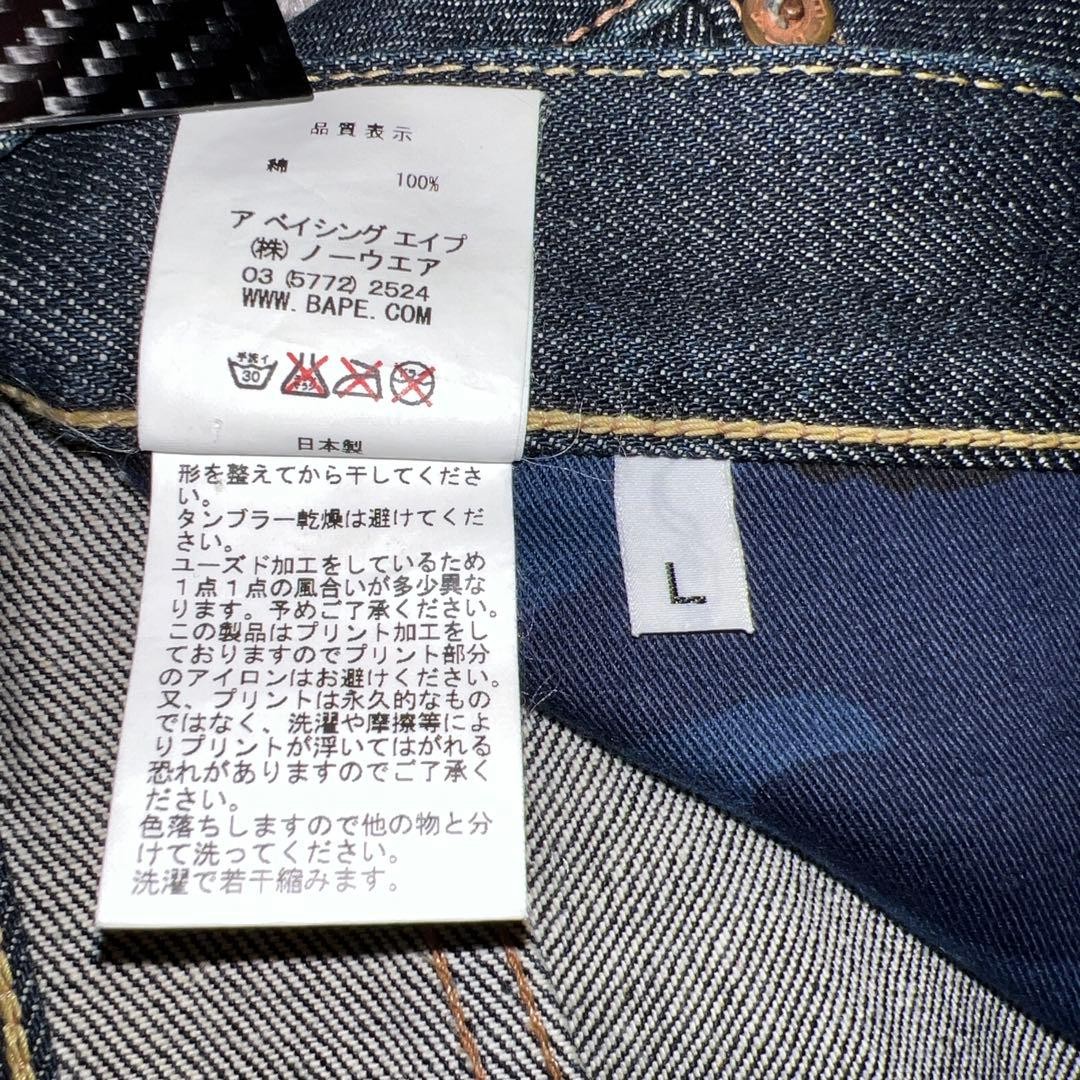 品質表示
綿 100%
ア ベイシング エイプ
(株) ノーウエア
03 (5772) 2524
WWW. BAPE. COM
手洗イ
30
日本製
形を整えてから干してくださ
い。
タンブラー乾燥は避けてくだ
さい。
ユーズド加工をしているため
1点1点の風合いが多少異な
ります。予めご了承ください。
この製品はプリント加工をし
ておりますのでプリント部分
のアイロンはお避けください。
又、プリントは永久的なもの
ではなく、洗濯や摩擦等によ
りプリントが浮いてはがれる
恐れがありますのでご了承く
ださい。
色落ちしますので他の物と分
けて洗ってください。
洗濯で若干縮みます。
L